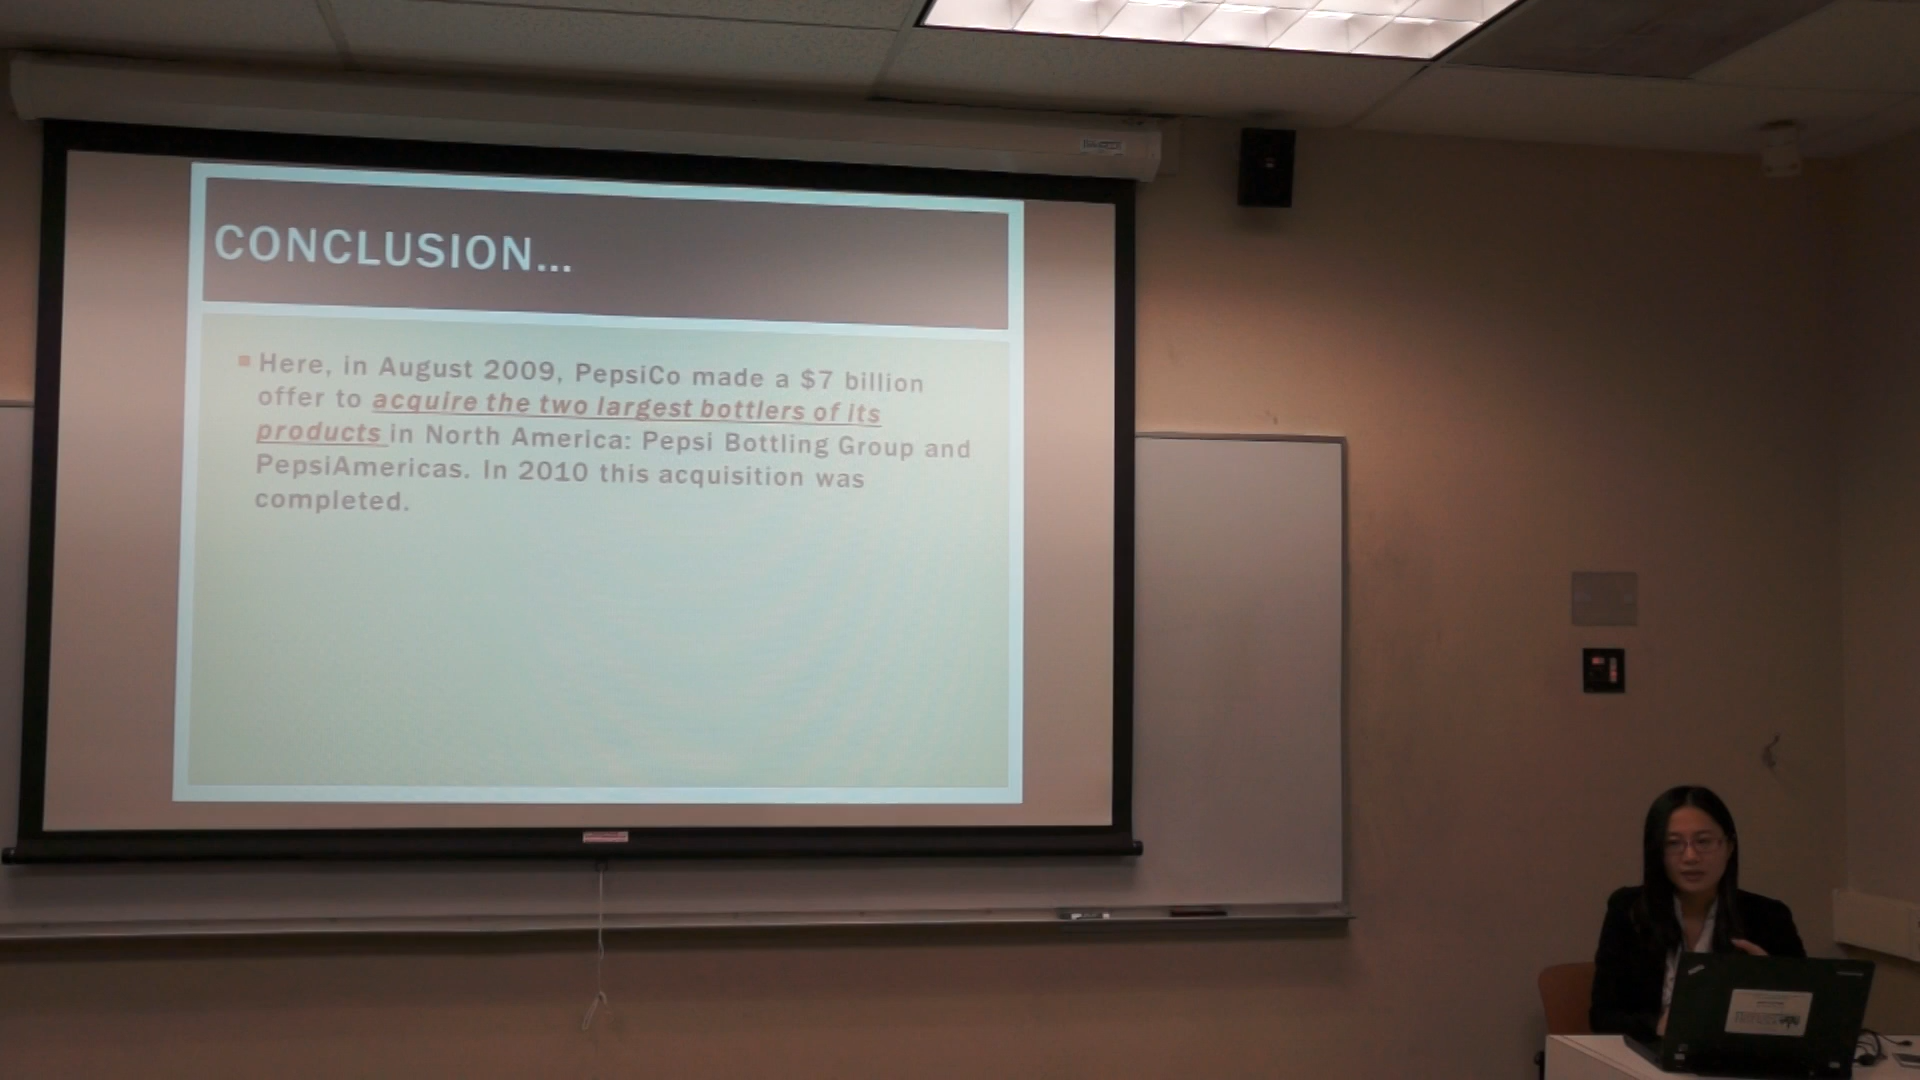 CONCLUSION...
Here, in August 2009, PepsiCo made a $7 billion
offer to acquire the two largest bottlers of its
products in North America: Pepsi Bottling Group and
PepsiAmericas. In 2010 this acquisition was
completed.